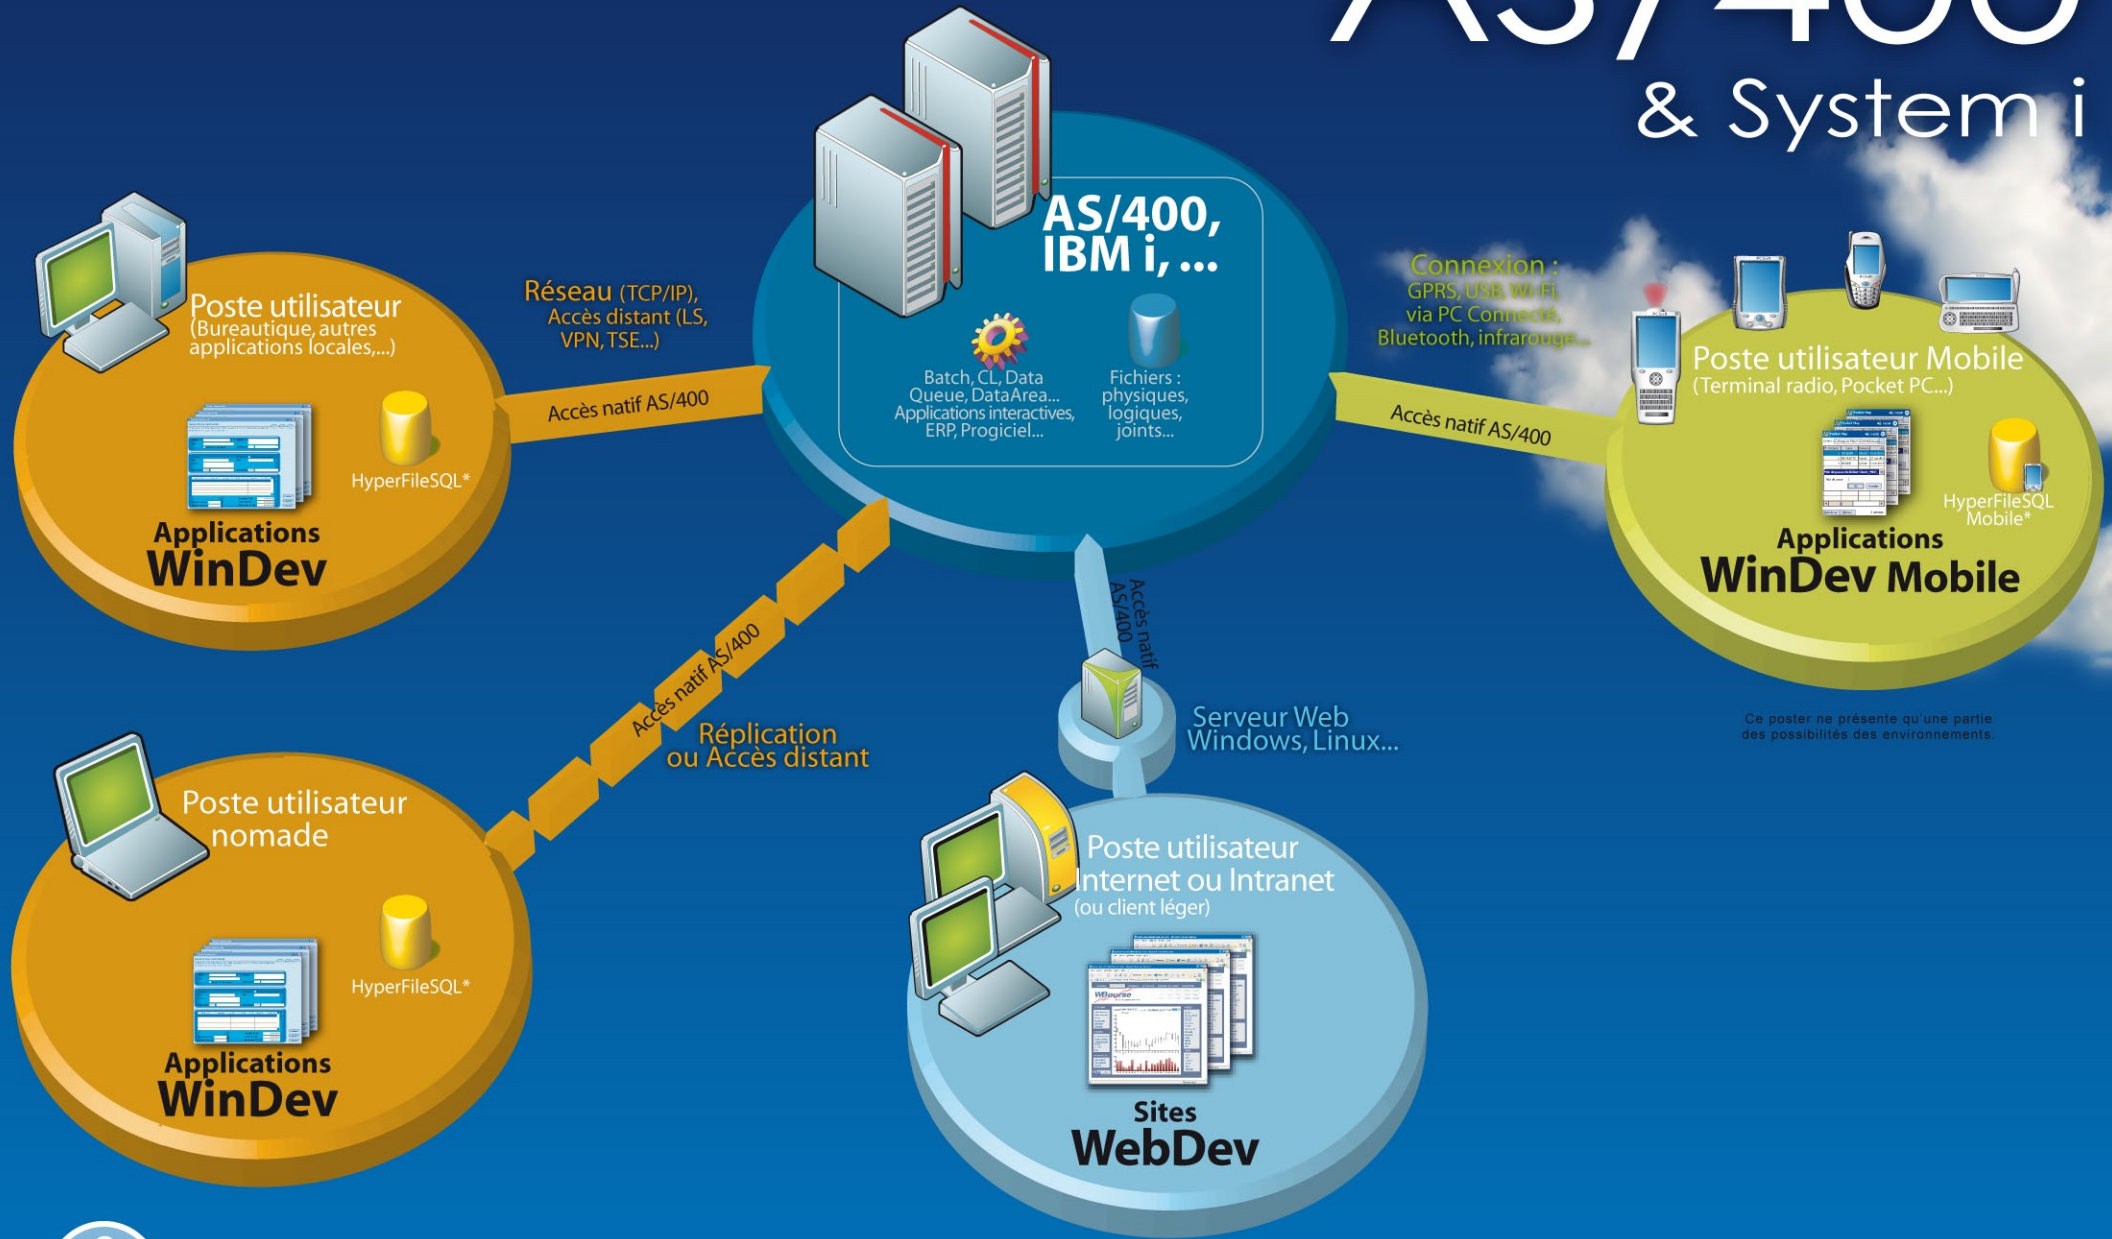 AS/400
& System i
AS/400,
IBM i, ...
Batch, CL, Data
Queue, DataArea...
Applications interactives,
ERP, Progiciel...
Fichiers :
physiques,
logiques,
joints...
Poste utilisateur
(Bureautique, autres
applications locales,...)
HyperFileSQL*
Applications
WinDev
Réseau (TCP/IP),
Accès distant (LS,
VPN, TSE...)
Accès natif AS/400
Connexion :
GPRS, USB, Wi-Fi,
via PC Connecté,
Bluetooth, infrarouge...
Accès natif AS/400
Poste utilisateur Mobile
(Terminal radio, Pocket PC...)
HyperFileSQL
Mobile*
Applications
WinDev Mobile
Ce poster ne présente qu'une partie
des possibilités des environnements.
Accès natif AS/400
Réplication
ou Accès distant
Accès natif
AS/400
Serveur Web
Windows, Linux...
Poste utilisateur
nomade
HyperFileSQL*
Applications
WinDev
Poste utilisateur
Internet ou Intranet
(ou client léger)
WBourse
Sites
WebDev